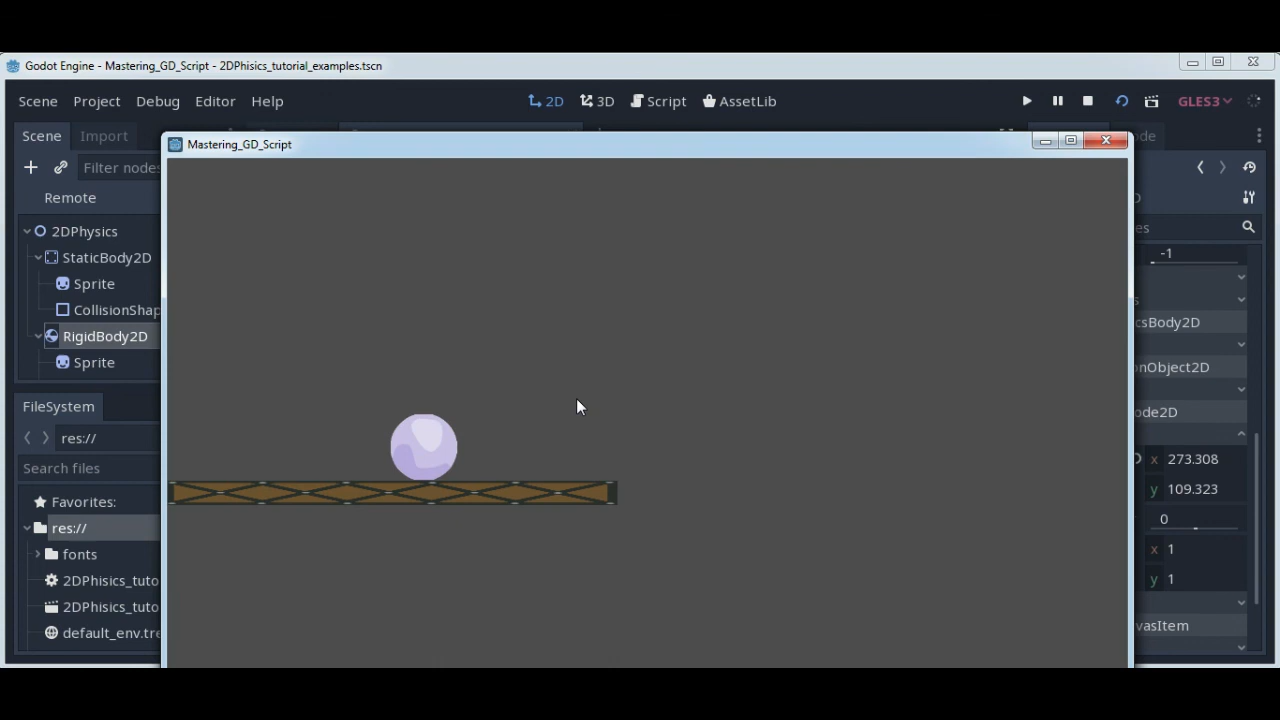 Godot Engine - Mastering_GD_Script - 2DPhisics_tutorial_examples.tscn
Scene Project Debug Editor Help 2D 3D Script AssetLib GLES3
Scene Import
Mastering_GD_Script
de
Filter nodes
Remote
es
2DPhysics
-1
StaticBody2D
Sprite
s
CollisionShap
csBody2D
RigidBody2D
Sprite
nObject2D
FileSystem
ode2D
res://
x 273.308
Search files
y 109.323
Favorites:
0
res://
fonts
x 1
2DPhisics_tuto
y 1
2DPhisics_tuto
default_env.tre
vasItem